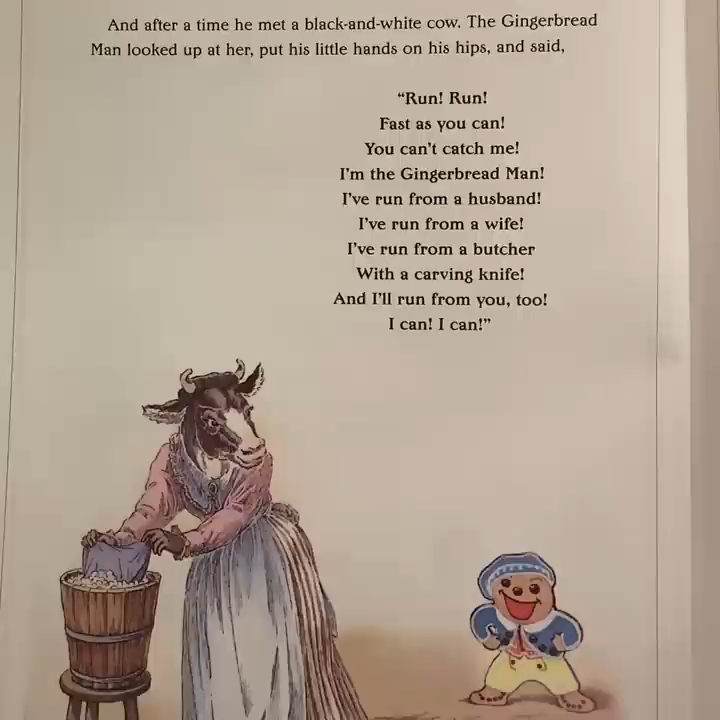 And after a time he met a black-and-white cow. The Gingerbread
Man looked up at her, put his little hands on his hips, and said,
“Run! Run!
Fast as you can!
You can't catch me!
I'm the Gingerbread Man!
I've run from a husband!
I've run from a wife!
I've run from a butcher
With a carving knife!
And I'll run from you, too!
I can! I can!”